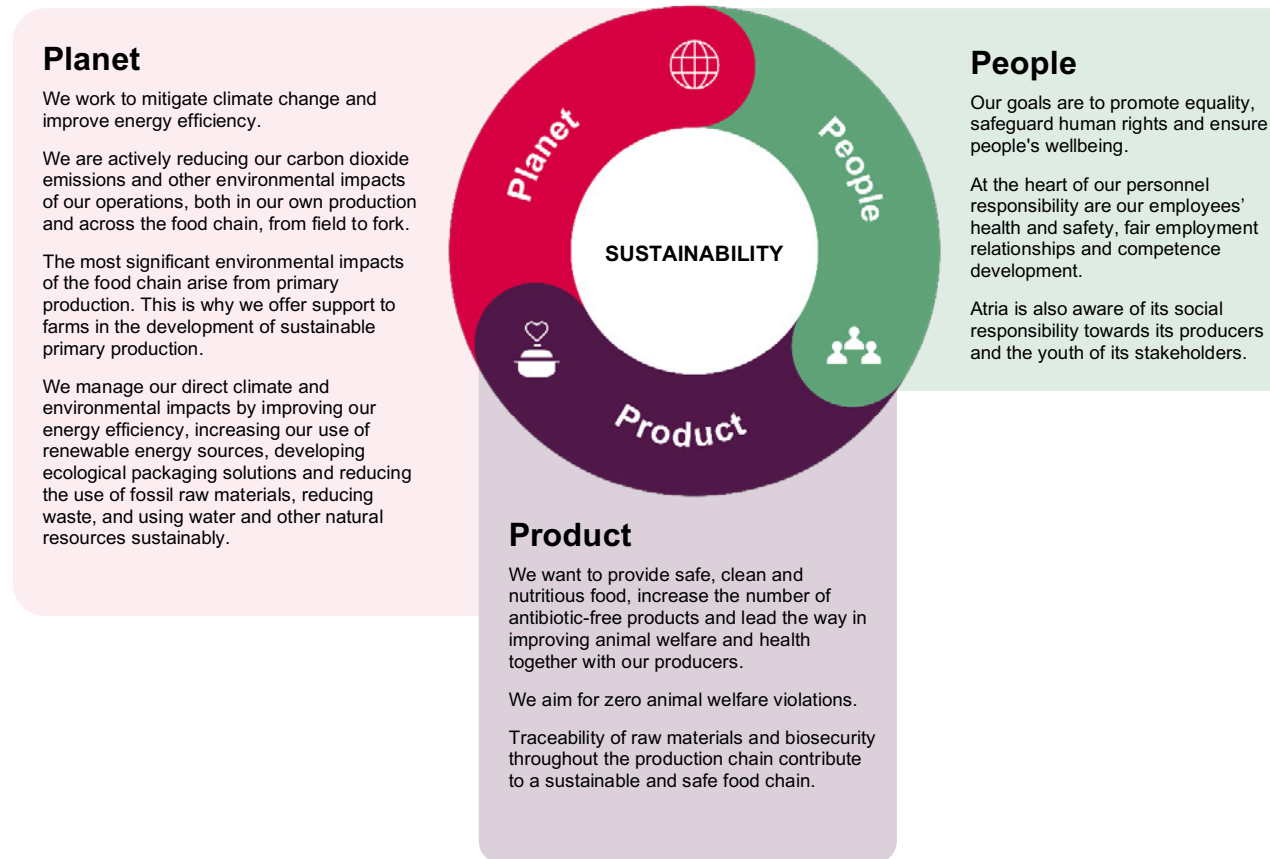 Planet
We work to mitigate climate change and
improve energy efficiency.
We are actively reducing our carbon dioxide
emissions and other environmental impacts
of our operations, both in our own production
and across the food chain, from field to fork.
The most significant environmental impacts
of the food chain arise from primary
production. This is why we offer support to
farms in the development of sustainable
primary production.
We manage our direct climate and
environmental impacts by improving our
energy efficiency, increasing our use of
renewable energy sources, developing
ecological packaging solutions and reducing
the use of fossil raw materials, reducing
waste, and using water and other natural
resources sustainably.
Planet
People
SUSTAINABILITY
Product
People
Our goals are to promote equality,
safeguard human rights and ensure
people's wellbeing.
At the heart of our personnel
responsibility are our employees’
health and safety, fair employment
relationships and competence
development.
Atria is also aware of its social
responsibility towards its producers
and the youth of its stakeholders.
Product
We want to provide safe, clean and
nutritious food, increase the number of
antibiotic-free products and lead the way in
improving animal welfare and health
together with our producers.
We aim for zero animal welfare violations.
Traceability of raw materials and biosecurity
throughout the production chain contribute
to a sustainable and safe food chain.